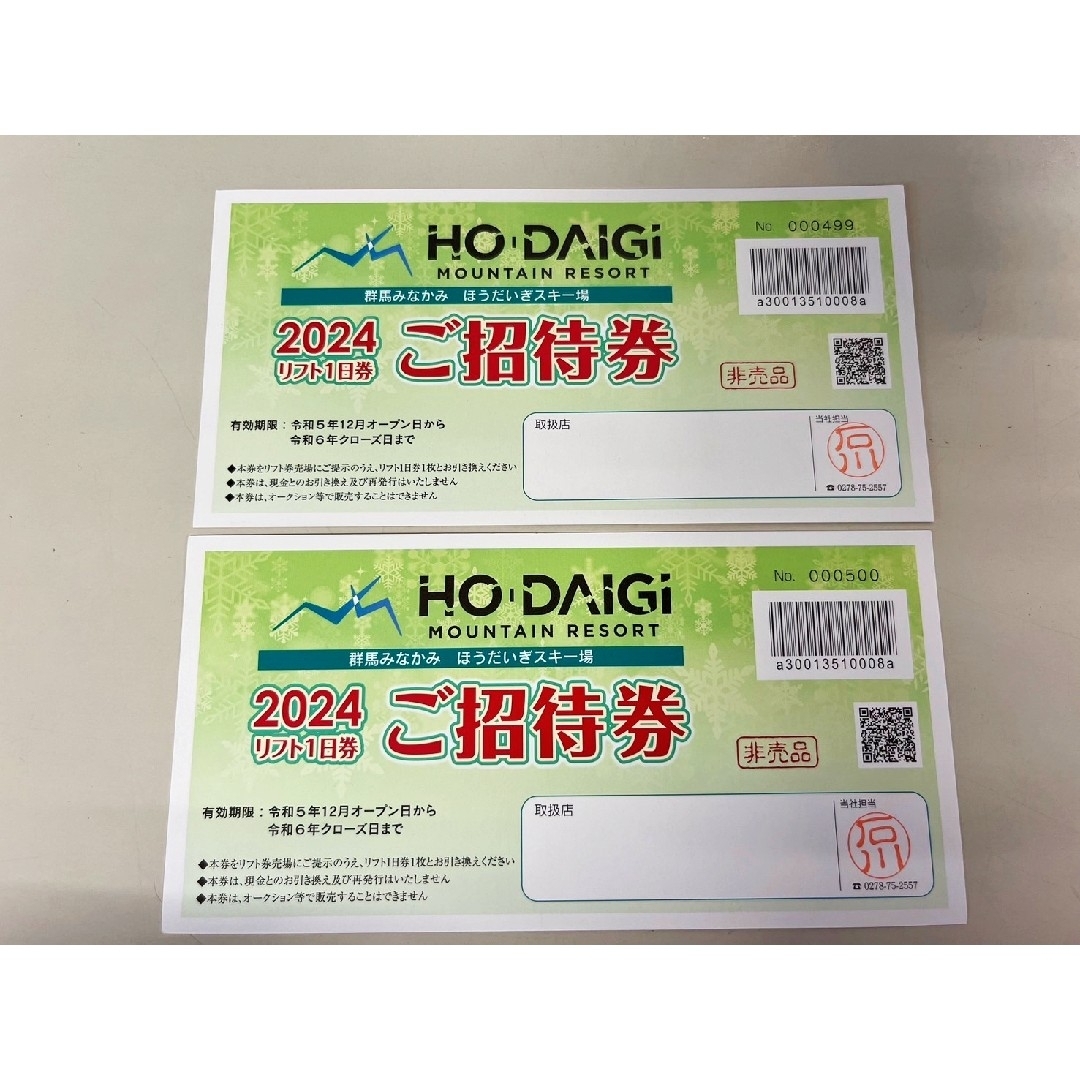 HO·DAIGI
MOUNTAIN RESORT
群馬みなかみ ほうだいぎスキー場
No. 000499
a30013510008a
2024
リフト1日券
ご招待券
非売品
有効期限：令和5年12月オープン日から
令和6年クローズ日まで
◆本券をリフト券売場にご提示のうえ、リフト1日券1枚とお引き換えください
◆本券は、現金とのお引き換え及び再発行はいたしません
◆本券は、オークション等で販売することはできません
取扱店
当社担当
石川
☎ 0278-75-2557
HO·DAIGI
MOUNTAIN RESORT
群馬みなかみ ほうだいぎスキー場
No. 000500
a30013510008a
2024
リフト1日券
ご招待券
非売品
有効期限：令和5年12月オープン日から
令和6年クローズ日まで
◆本券をリフト券売場にご提示のうえ、リフト1日券1枚とお引き換えください
◆本券は、現金とのお引き換え及び再発行はいたしません
◆本券は、オークション等で販売することはできません
取扱店
当社担当
石川
☎ 0278-75-2557